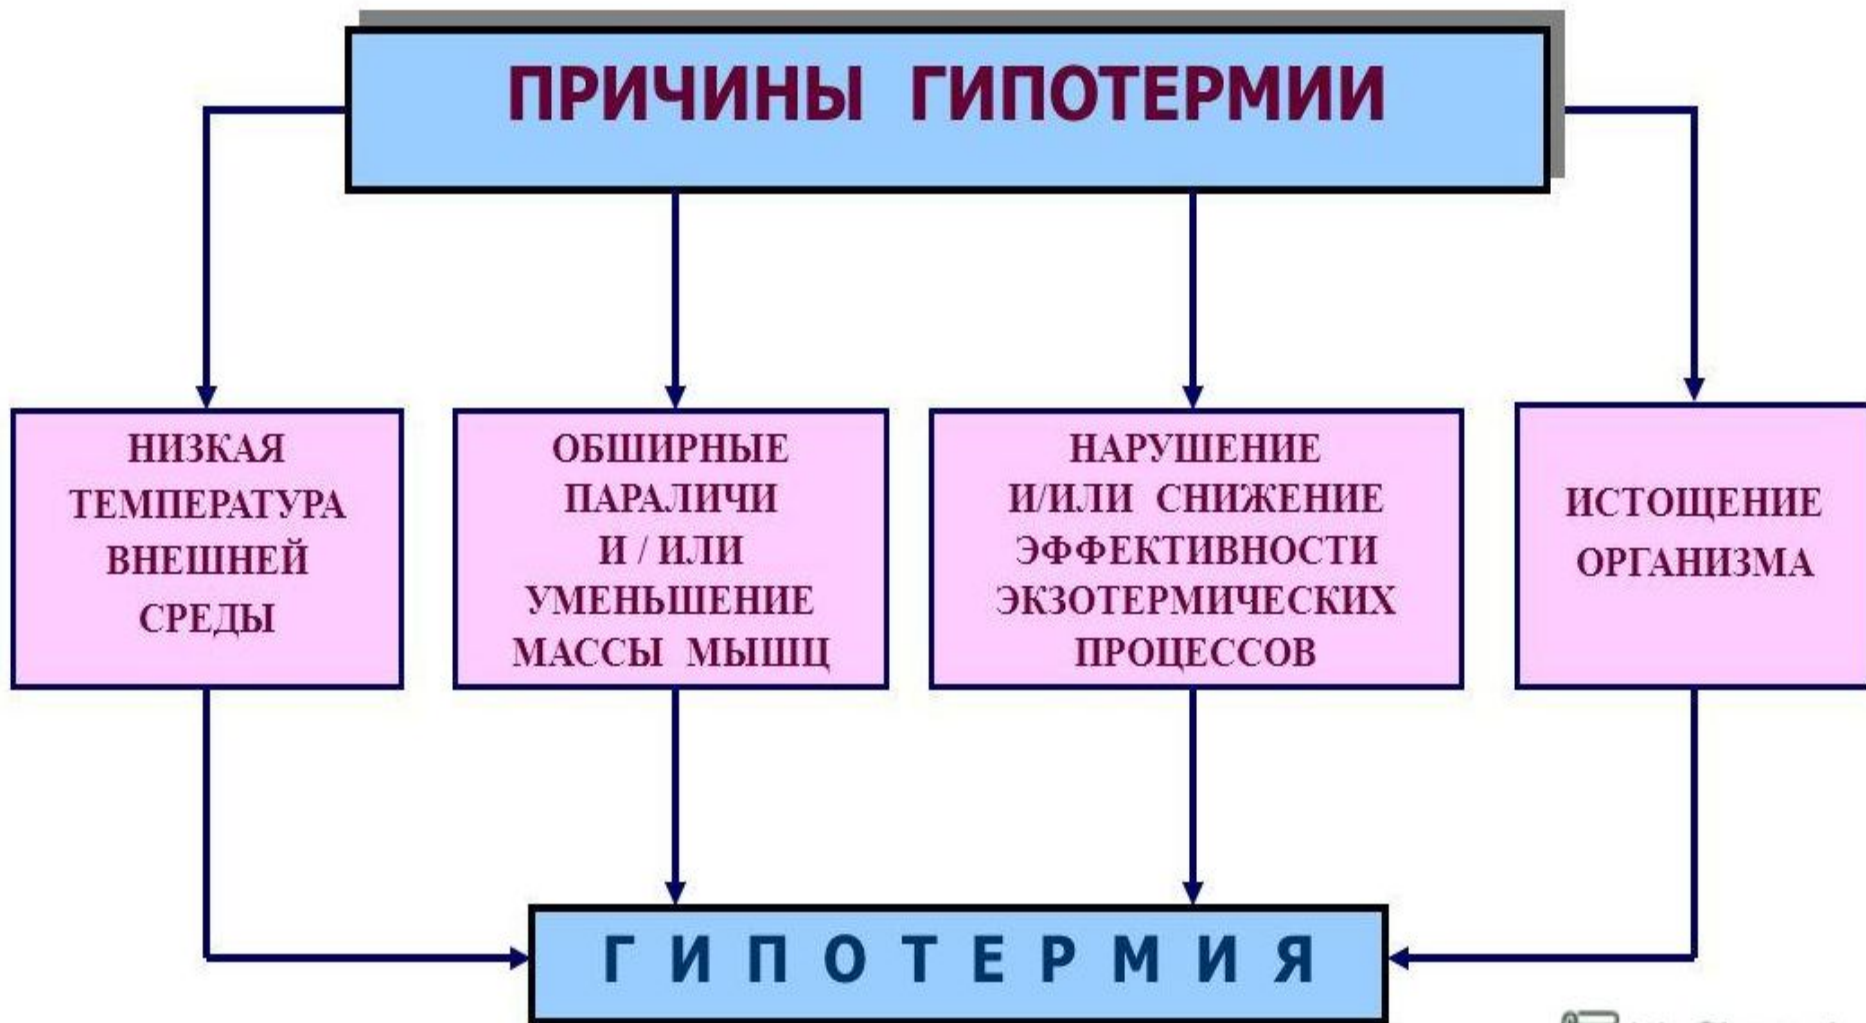 ПРИЧИНЫ ГИПОТЕРМИИ
НИЗКАЯ
ТЕМПЕРАТУРА
ВНЕШНЕЙ
СРЕДЫ
ОБШИРНЫЕ
ПАРАЛИЧИ
И / ИЛИ
УМЕНЬШЕНИЕ
МАССЫ МЫШЦ
НАРУШЕНИЕ
И/ИЛИ СНИЖЕНИЕ
ЭФФЕКТИВНОСТИ
ЭКЗОТЕРМИЧЕСКИХ
ПРОЦЕССОВ
ИСТОЩЕНИЕ
ОРГАНИЗМА
Г И П О Т Е Р М И Я